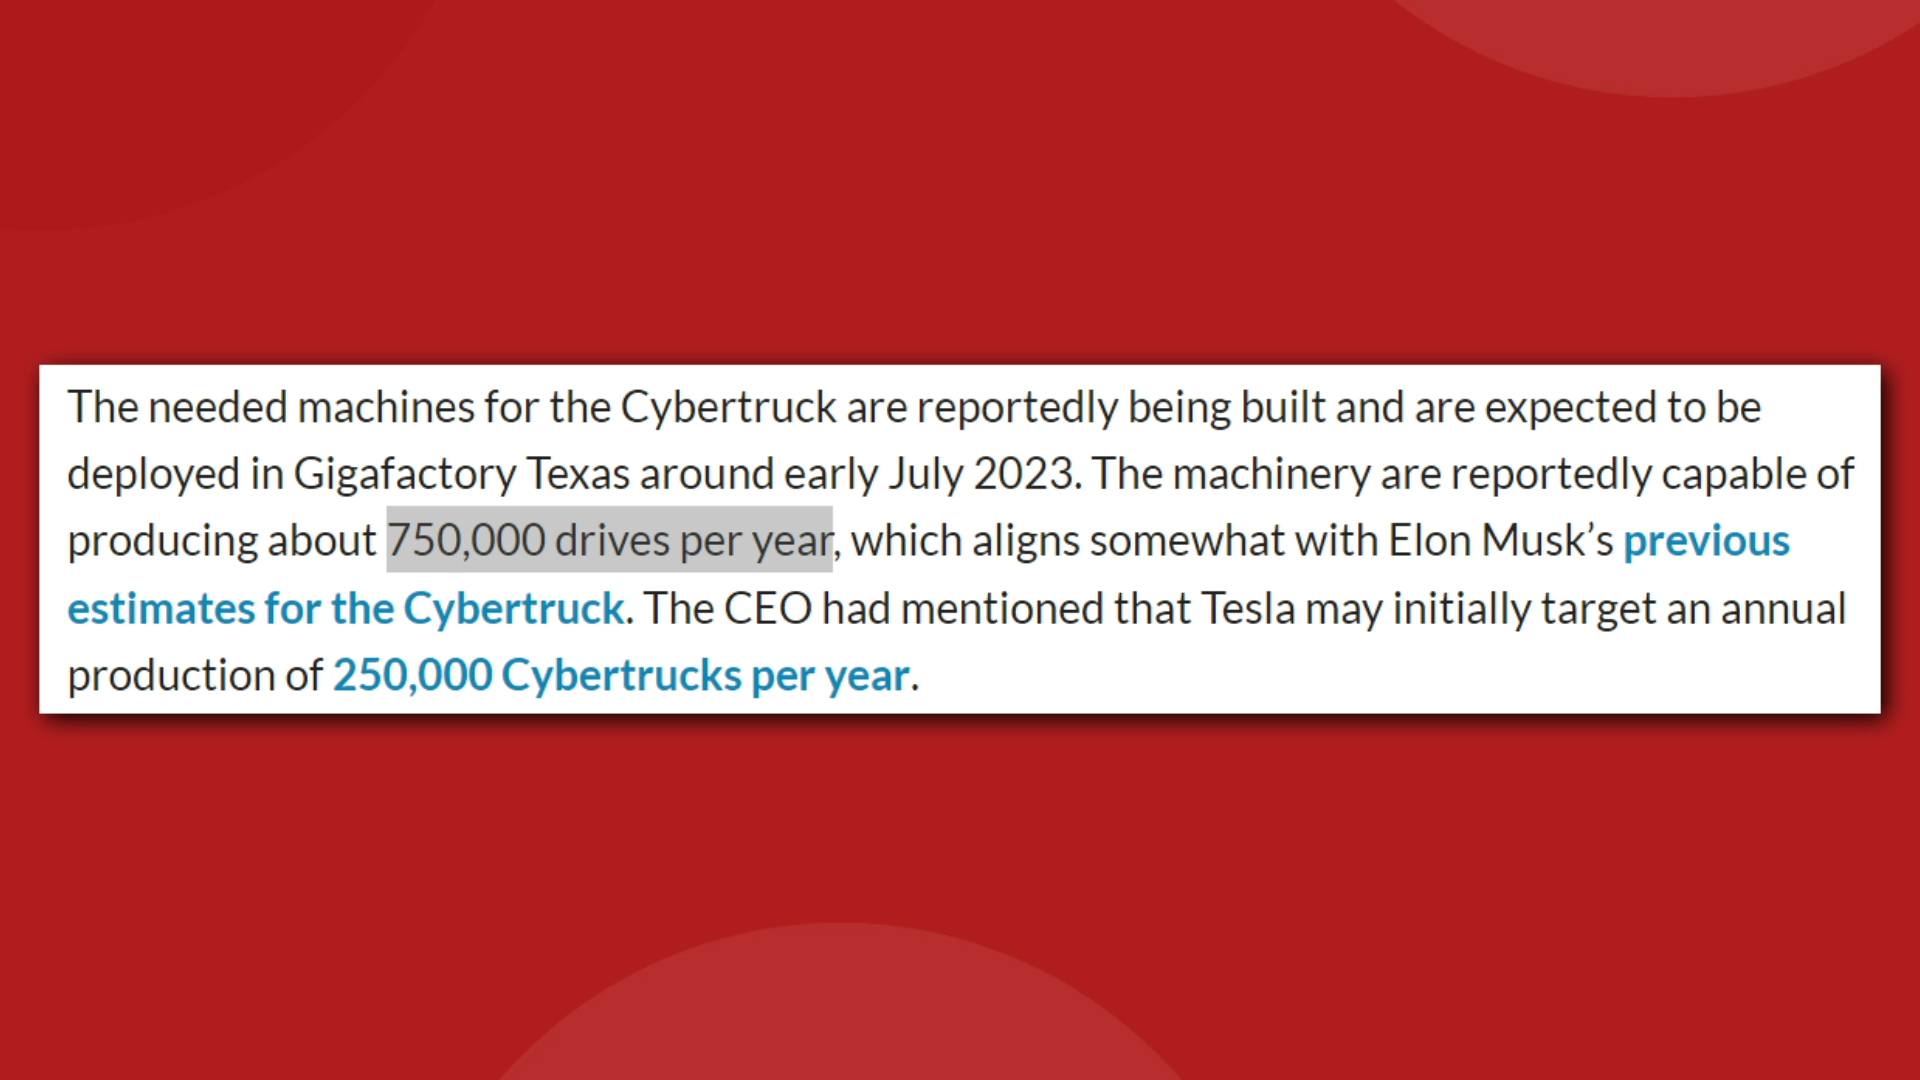 The needed machines for the Cybertruck are reportedly being built and are expected to be
deployed in Gigafactory Texas around early July 2023. The machinery are reportedly capable of
producing about 750,000 drives per year, which aligns somewhat with Elon Musk’s previous
estimates for the Cybertruck. The CEO had mentioned that Tesla may initially target an annual
production of 250,000 Cybertrucks per year.